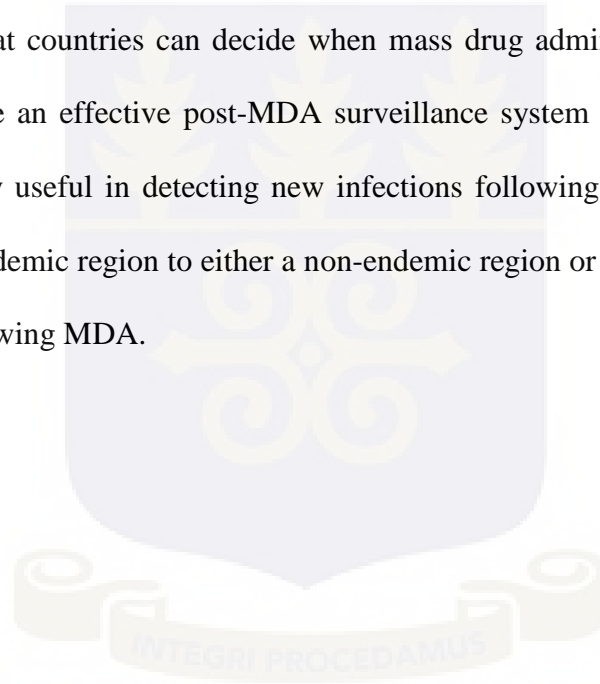 at countries can decide when mass drug admi
e an effective post-MDA surveillance system
useful in detecting new infections following
demic region to either a non-endemic region or
wing MDA.
INTEGRI PROCEDAMUS